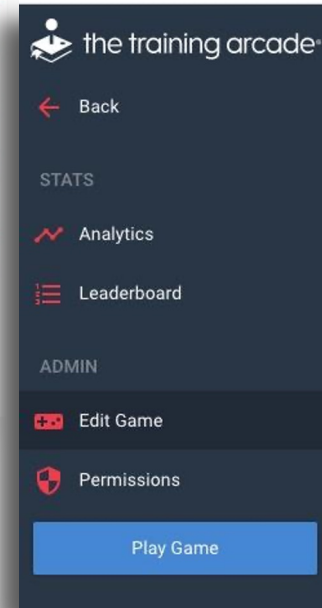 the training arcade®
Back
STATS
Analytics
Leaderboard
ADMIN
Edit Game
Permissions
Play Game